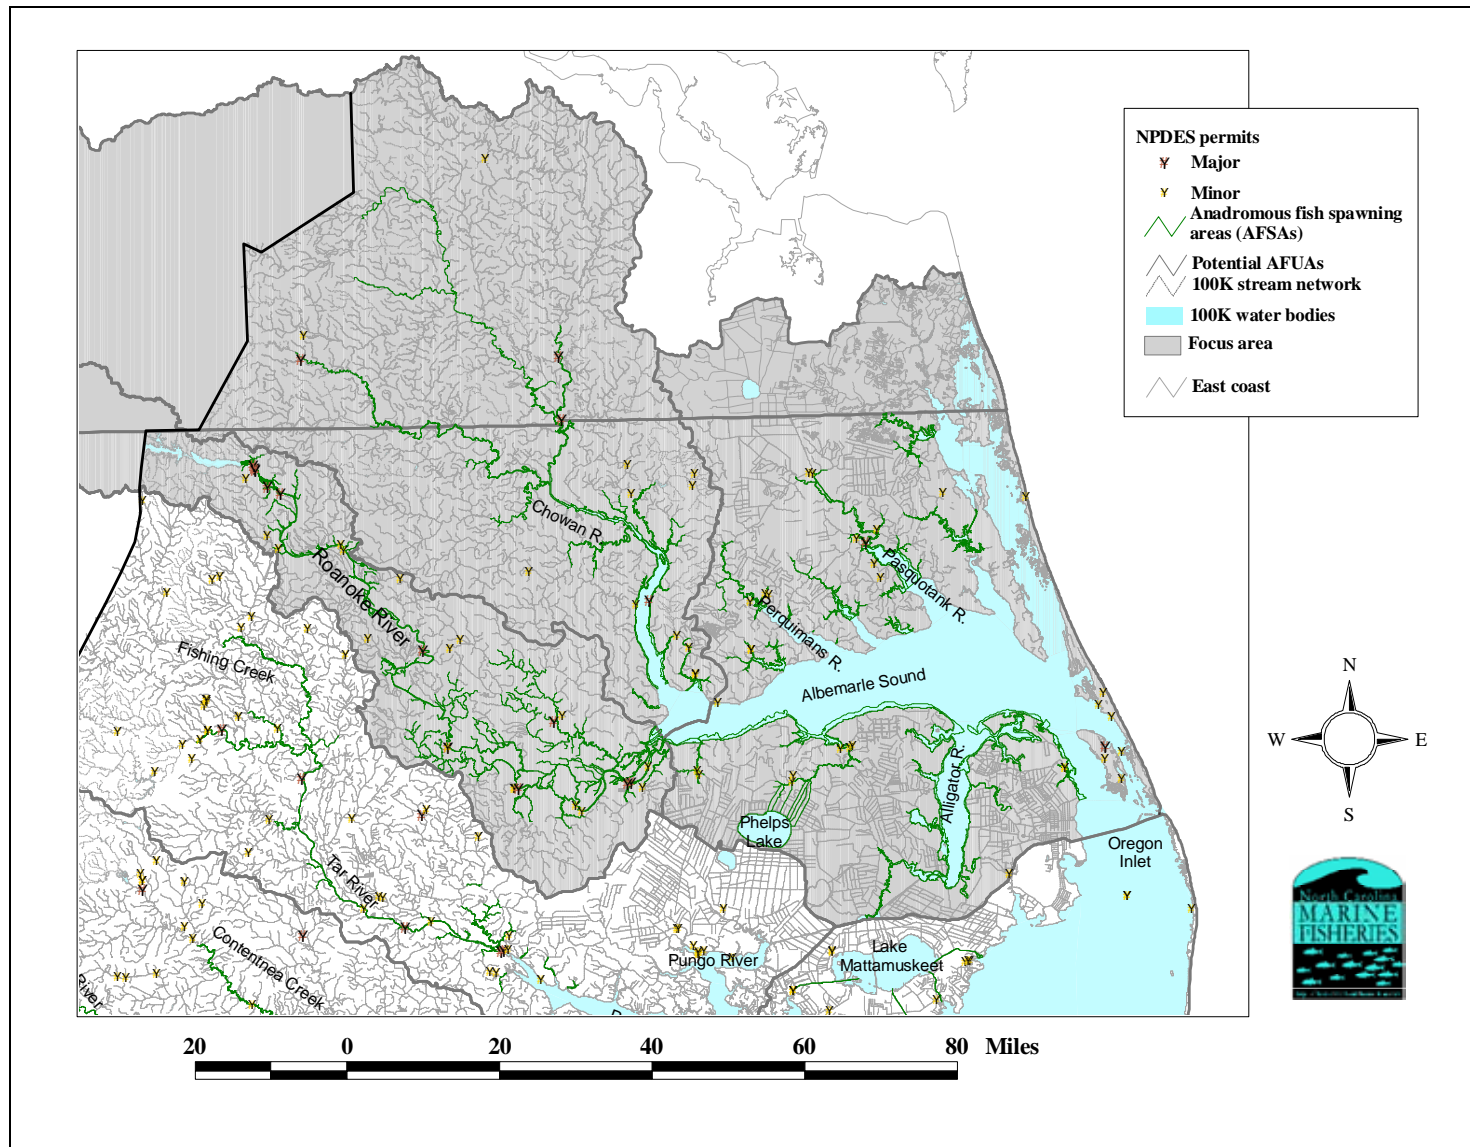 NPDES permits
Major
Minor
Anadromous fish spawning
areas (AFSAs)
Potential AFUAs
100K stream network
100K water bodies
Focus area
East coast
Chowan R.
Pasquotank R.
Roanoke River
Perquimans R.
Fishing Creek
Albemarle Sound
Alligator R.
Phelps
Lake
Oregon
Inlet
Tar River
Contentnea Creek
Pungo River
Lake
Mattamuskeet
River
N
W
E
S
North Carolina
MARINE
FISHERIES
20 0 20 40 60 80 Miles